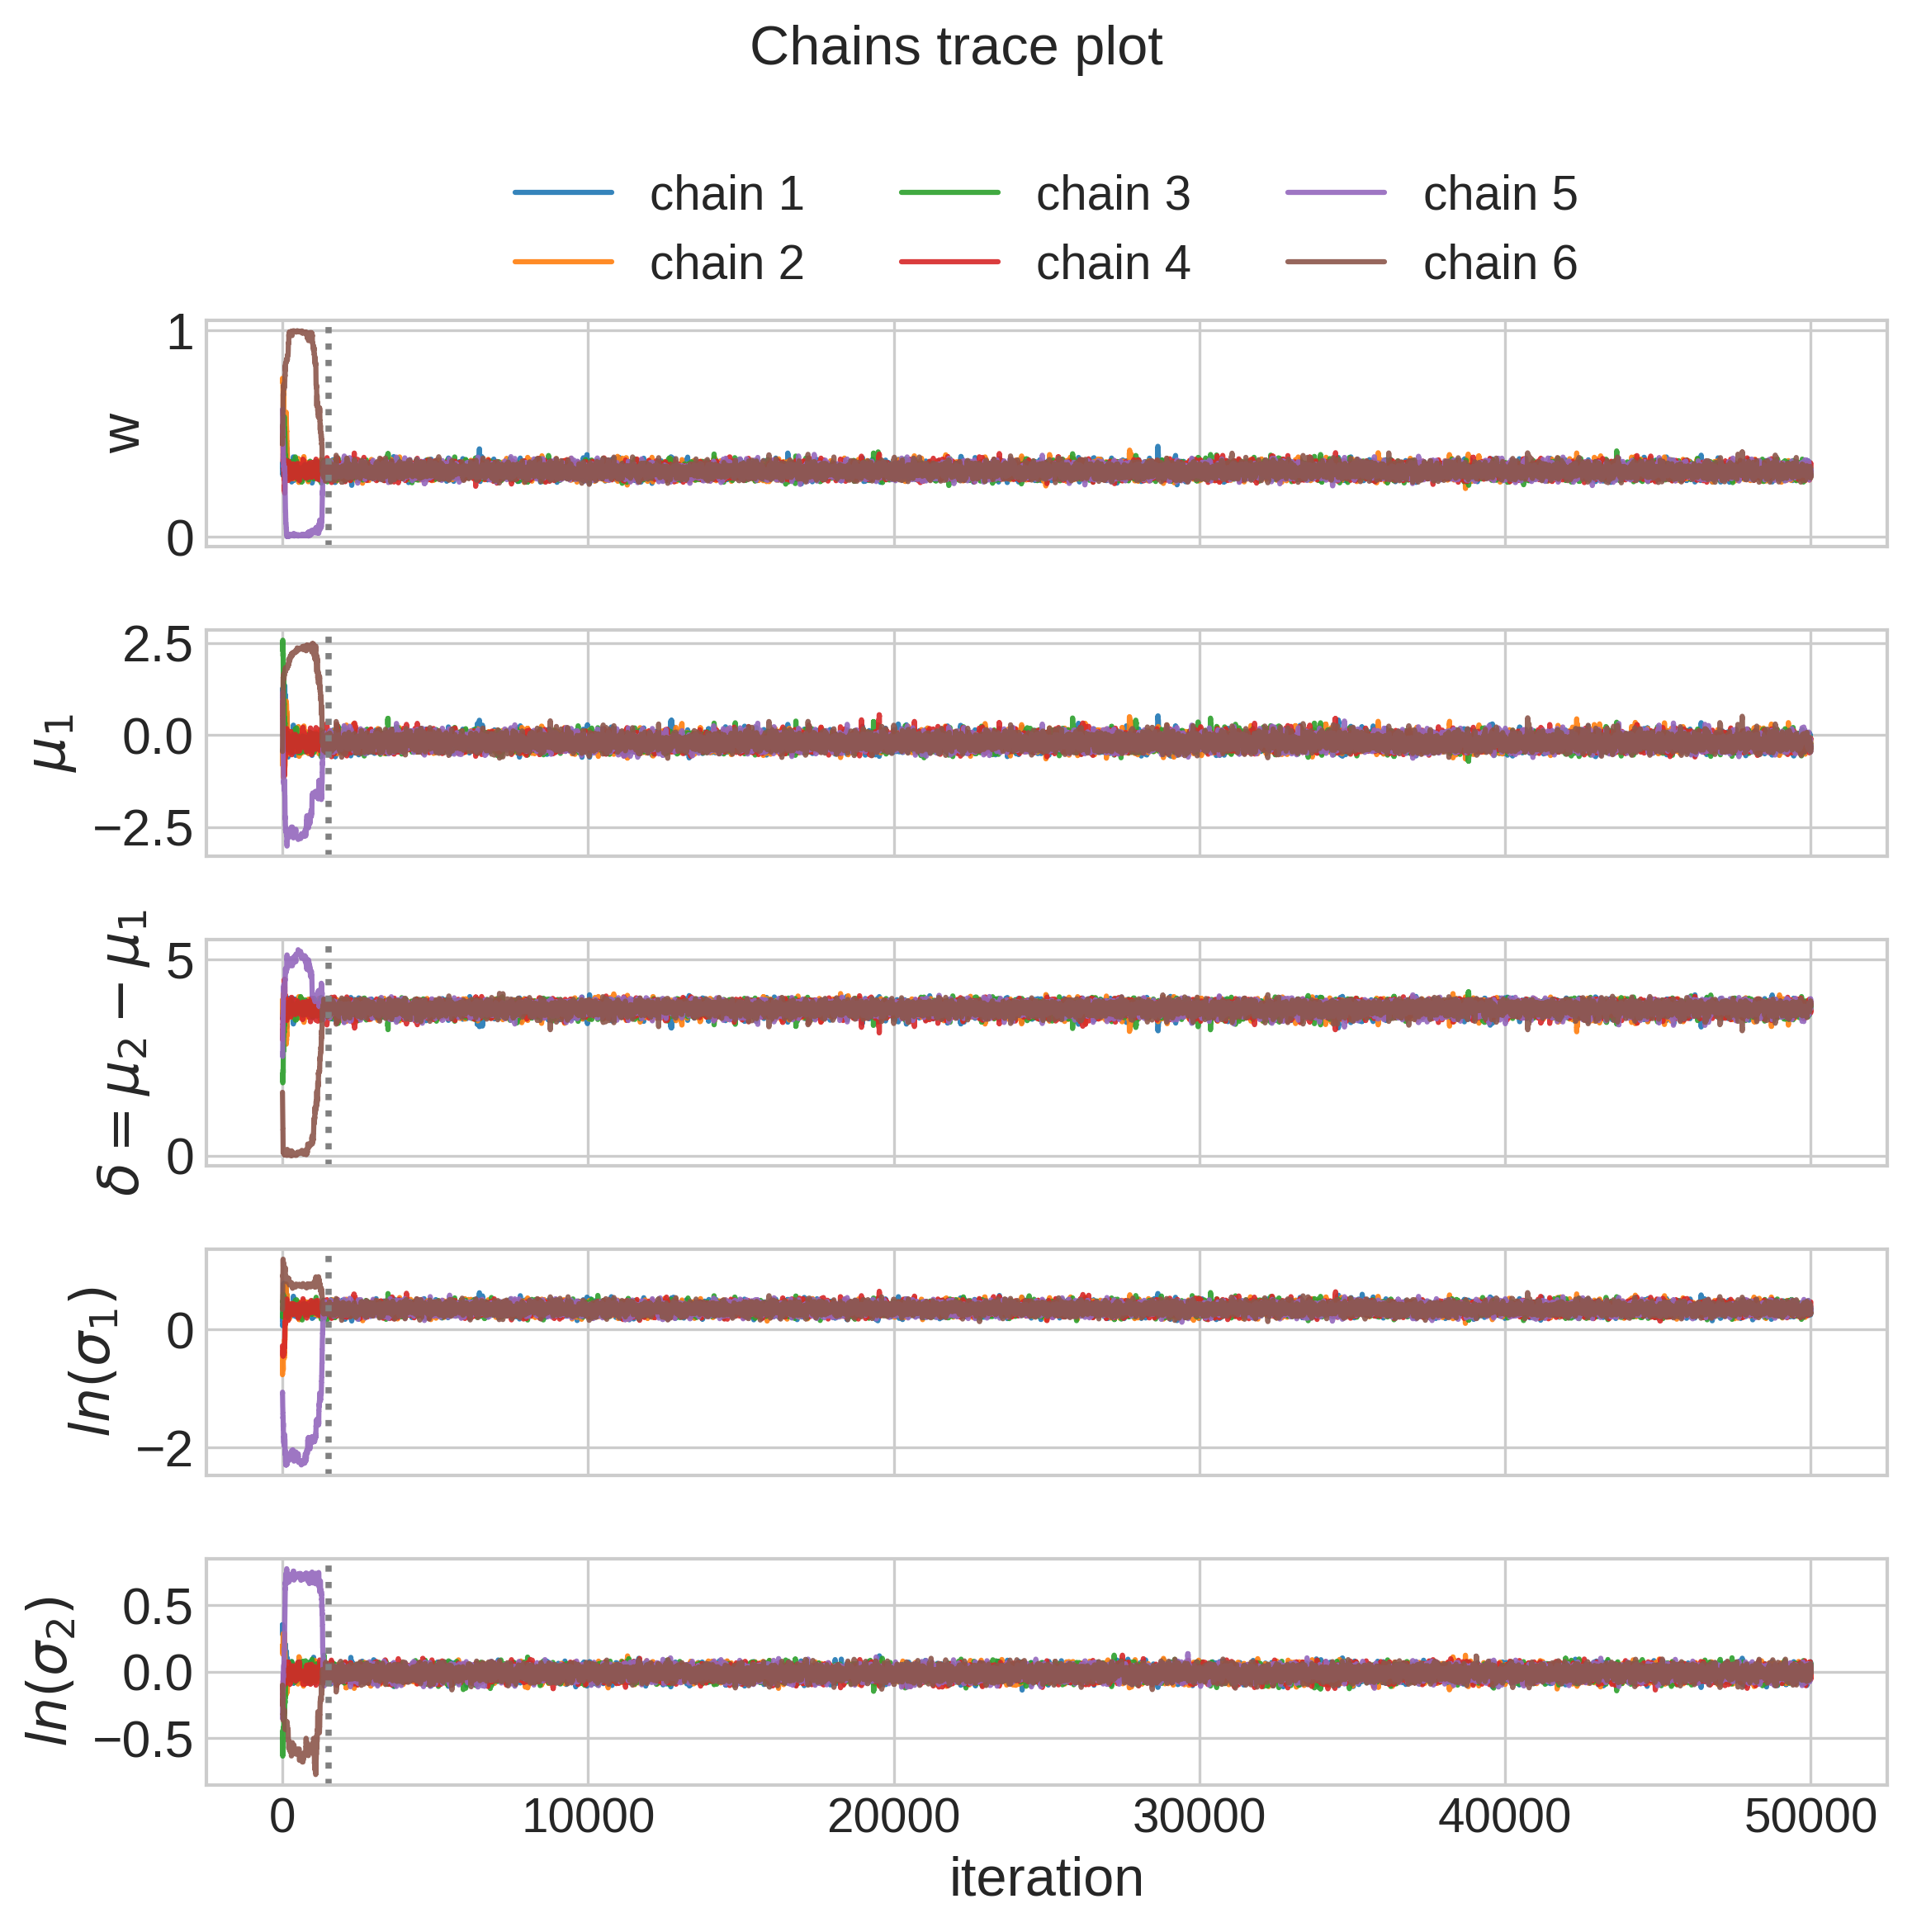 Chains trace plot
chain 1
chain 3
chain 5
chain 2
chain 4
chain 6
1
w
0
2.5
0.0
μ₁
−2.5
5
δ = μ₂ − μ₁
0
0
ln(σ₁)
−2
0.5
0.0
ln(σ₂)
−0.5
0 10000 20000 30000 40000 50000
iteration